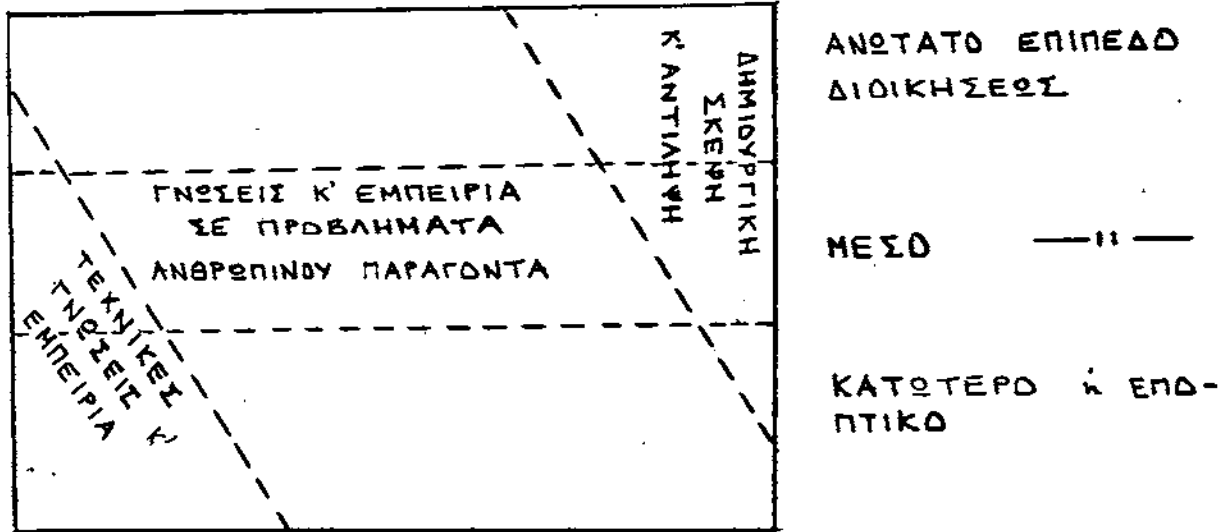 ΔΗΜΙΟΥΡΓΙΚΗ
ΣΚΕΨΗ
Κ' ΑΝΤΙΛΗΨΗ
ΓΝΩΣΕΙΣ Κ' ΕΜΠΕΙΡΙΑ
ΣΕ ΠΡΟΒΛΗΜΑΤΑ
ΑΝΘΡΩΠΙΝΟΥ ΠΑΡΑΓΟΝΤΑ
ΤΕΧΝΙΚΕΣ
ΓΝΩΣΕΙΣ Κ'
ΕΜΠΕΙΡΙΑ
ΑΝΩΤΑΤΟ ΕΠΙΠΕΔΟ
ΔΙΟΙΚΗΣΕΩΣ
ΜΕΣΟ —— " ——
ΚΑΤΩΤΕΡΟ ή ΕΠΟ-
ΠΤΙΚΟ